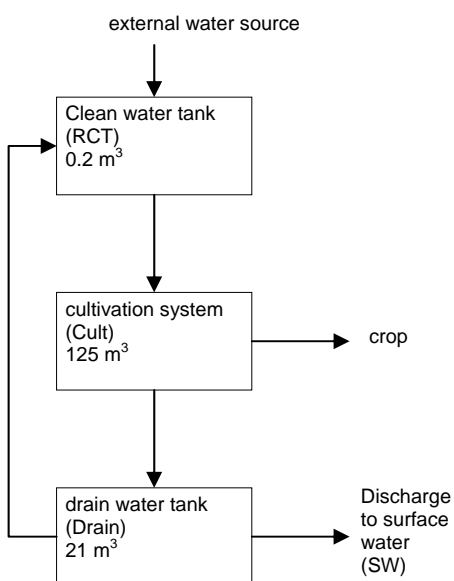 external water source
Clean water tank
(RCT)
0.2 m³
cultivation system
(Cult)
125 m³
crop
drain water tank
(Drain)
21 m³
Discharge
to surface
water
(SW)